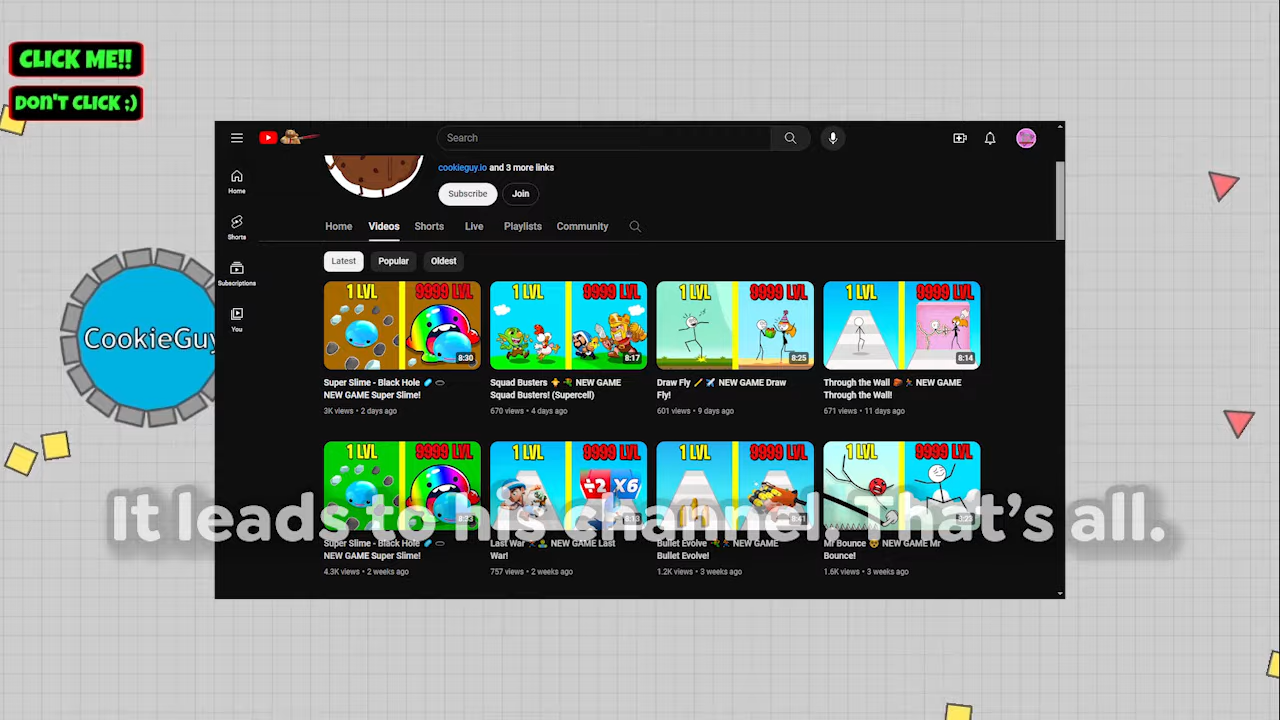 CLICK ME!!
DON'T CLICK ;)
Search
cookieguy.io and 3 more links
Subscribe
Join
Home
Shorts
Subscriptions
You
CookieGuy
Home
Videos
Shorts
Live
Playlists
Community
Latest
Popular
Oldest
1 LVL
9999 LVL
8:30
1 LVL
9999 LVL
8:17
1 LVL
9999 LVL
8:25
1 LVL
9999 LVL
8:14
Super Slime - Black Hole
NEW GAME Super Slime!
3K views • 2 days ago
Squad Busters NEW GAME
Squad Busters! (Supercell)
670 views • 4 days ago
Draw Fly NEW GAME Draw
Fly!
601 views • 9 days ago
Through the Wall NEW GAME
Through the Wall!
671 views • 11 days ago
1 LVL
9999 LVL
1 LVL
9999 LVL
÷2 X6
1 LVL
9999 LVL
1 LVL
9999 LVL
It leads to his channel. That's all.
Super Slime - Black Hole
NEW GAME Super Slime!
4.3K views • 2 weeks ago
Last War NEW GAME Last
War!
757 views • 2 weeks ago
Bullet Evolve NEW GAME
Bullet Evolve!
1.2K views • 3 weeks ago
Mr Bounce NEW GAME Mr
Bounce!
1.6K views • 3 weeks ago